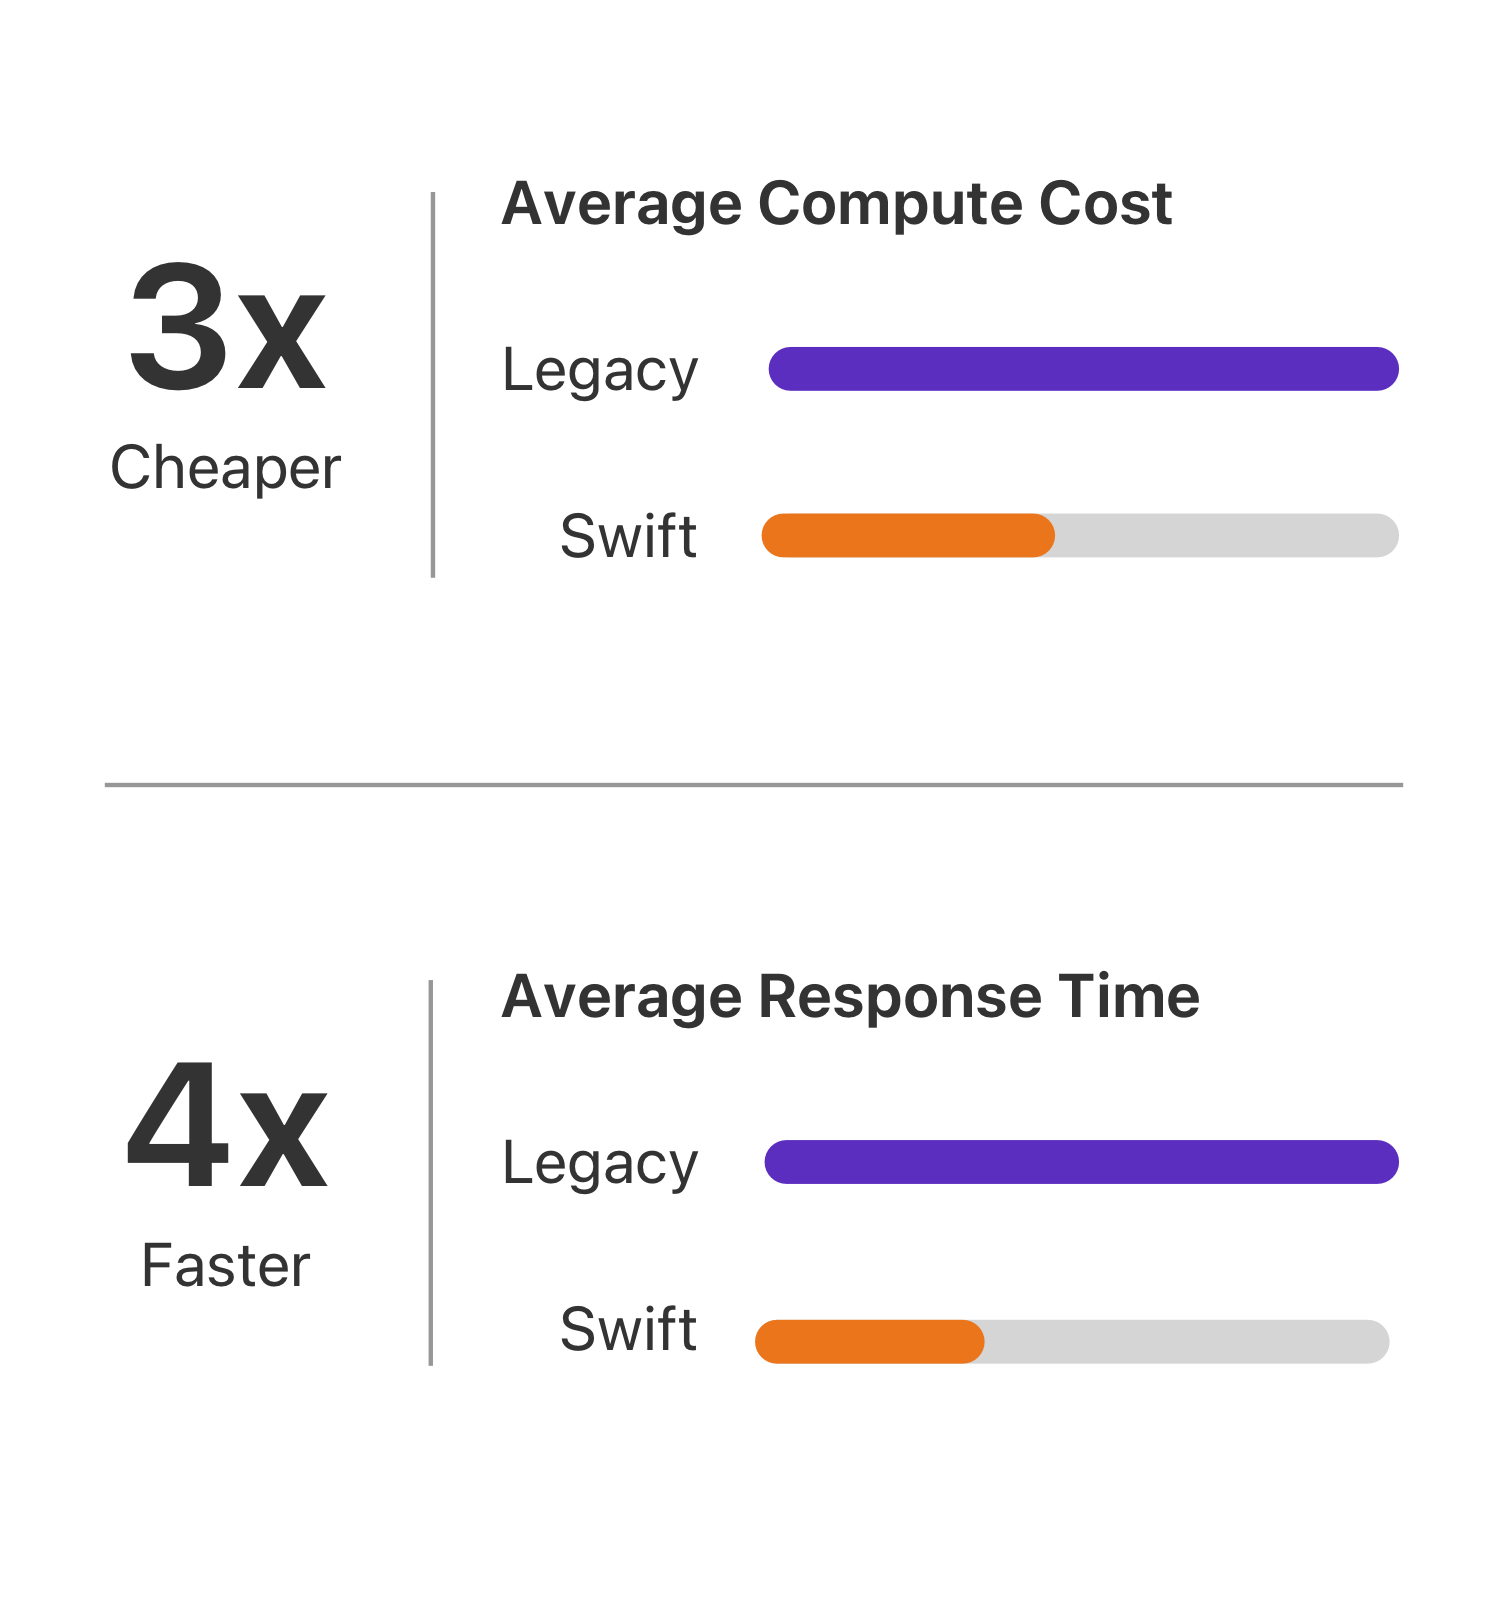 3x
Cheaper
Average Compute Cost
Legacy
Swift
4x
Faster
Average Response Time
Legacy
Swift